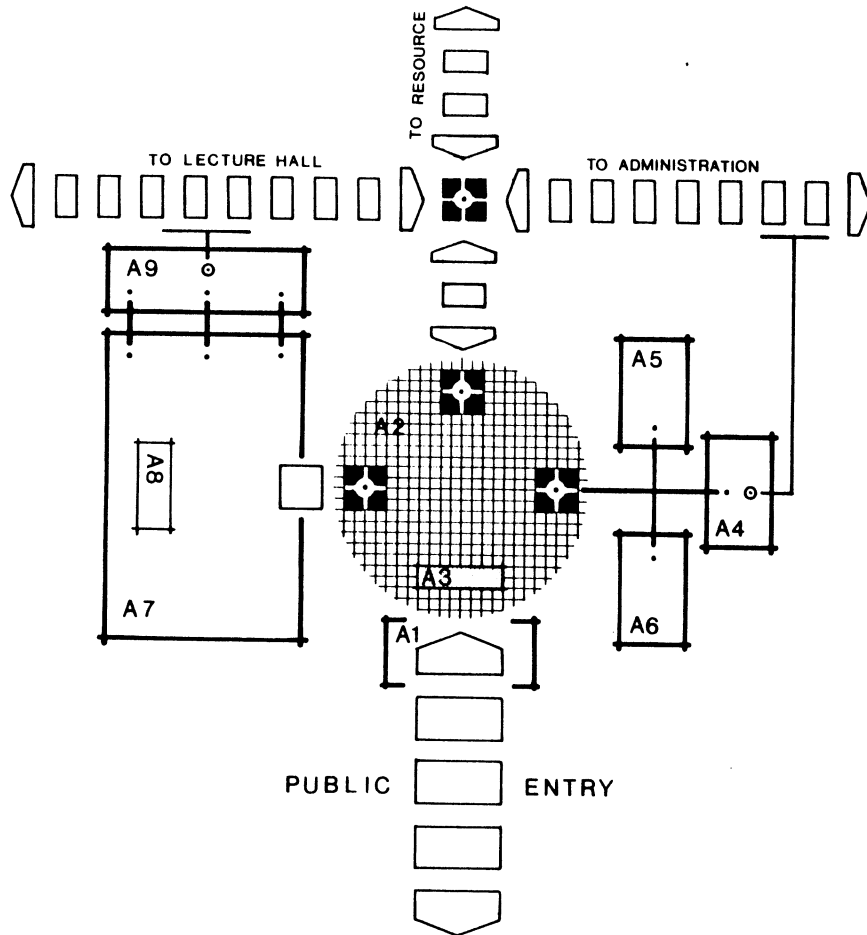 TO RESOURCE
TO LECTURE HALL
TO ADMINISTRATION
A9
A5
A2
A8
A4
A3
A7
A1
A6
PUBLIC ENTRY